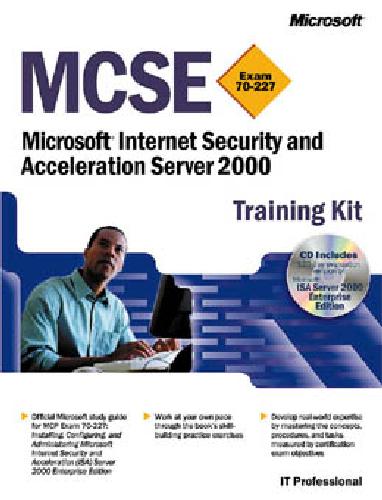 Microsoft
MCSE
Exam
70-227
Microsoft Internet Security and
Acceleration Server 2000
Training Kit
CD Includes
version of
Microsoft
ISA Server 2000
Enterprise
Edition
Official Microsoft study guide
for MCP Exam 70-227:
Installing, Configuring, and
Administering Microsoft
Internet Security and
Acceleration (ISA) Server
2000 Enterprise Edition
Work at your own pace
through the book's skill-
building practice exercises
Develop real-world expertise
by mastering the concepts,
procedures, and tasks
measured by certification
exam objectives
IT Professional